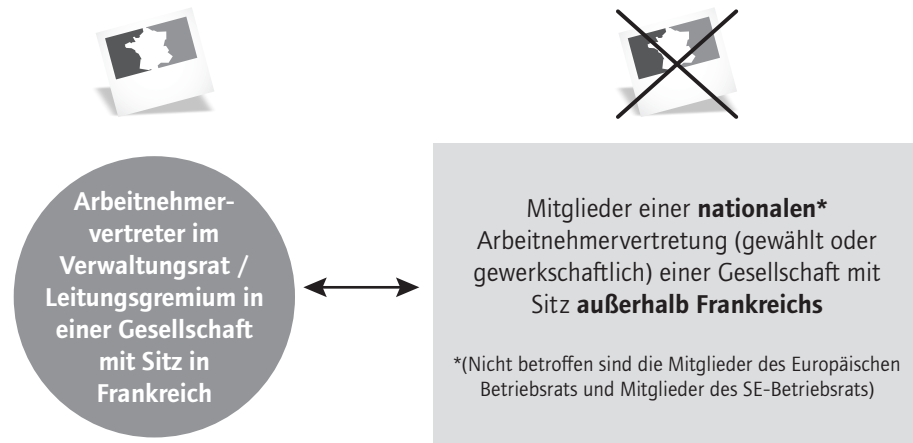 Arbeitnehmer-
vertreter im
Verwaltungsrat /
Leitungsgremium in
einer Gesellschaft
mit Sitz in
Frankreich
Mitglieder einer nationalen*
Arbeitnehmervertretung (gewählt oder
gewerkschaftlich) einer Gesellschaft mit
Sitz außerhalb Frankreichs
*(Nicht betroffen sind die Mitglieder des Europäischen
Betriebsrats und Mitglieder des SE-Betriebsrats)